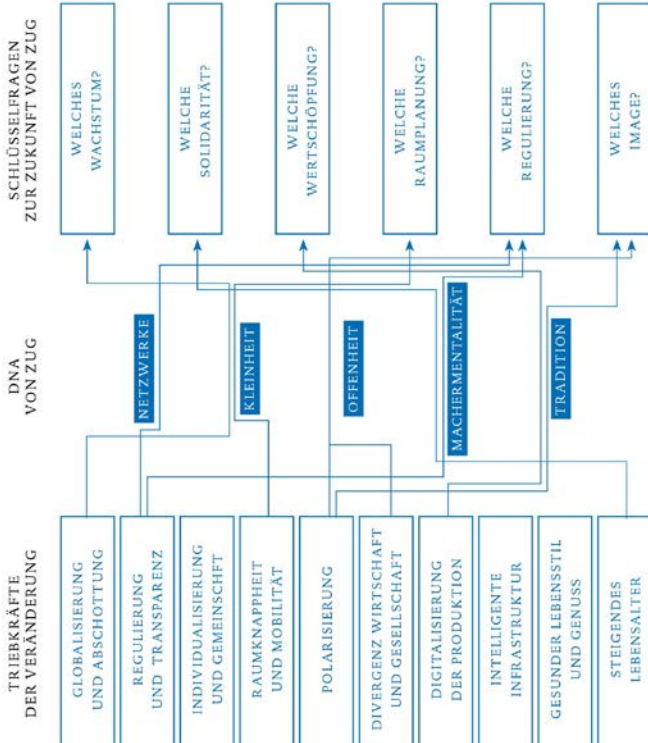 TRIEBKRÄFTE
DER VERÄNDERUNG
GLOBALISIERUNG
UND ABSCHOTTUNG
REGULIERUNG
UND TRANSPARENZ
INDIVIDUALISIERUNG
UND GEMEINSCHFT
RAUMKNAPPHEIT
UND MOBILITÄT
POLARISIERUNG
DIVERGENZ WIRTSCHAFT
UND GESELLSCHAFT
DIGITALISIERUNG
DER PRODUKTION
INTELLIGENTE
INFRASTRUKTUR
GESUNDER LEBENSSTIL
UND GENUSS
STEIGENDES
LEBENSALTER
DNA
VON ZUG
NETZWERKE
KLEINHEIT
OFFENHEIT
MACHERMENTALITÄT
TRADITION
SCHLÜSSELFRAGEN
ZUR ZUKUNFT VON ZUG
WELCHES
WACHSTUM?
WELCHE
SOLIDARITÄT?
WELCHE
WERTSCHÖPFUNG?
WELCHE
RAUMPLANUNG?
WELCHE
REGULIERUNG?
WELCHES
IMAGE?